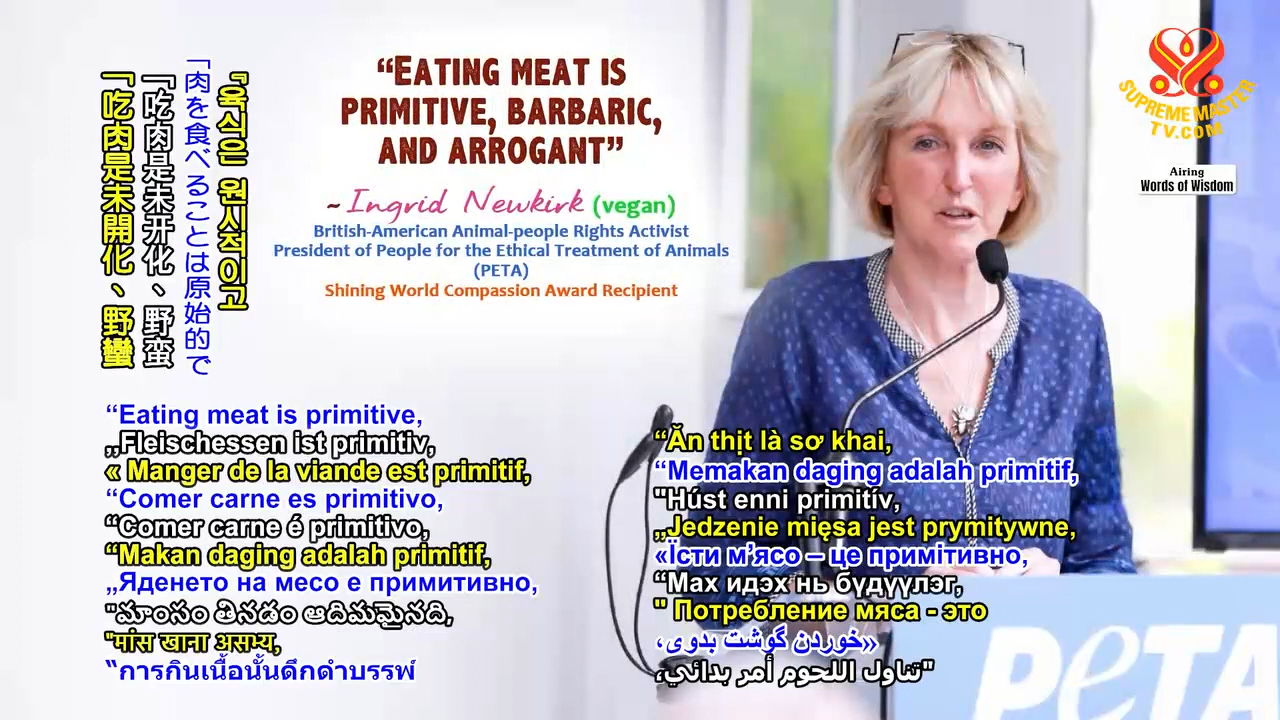 “EATING MEAT IS
PRIMITIVE, BARBARIC,
AND ARROGANT”
~Ingrid Newkirk (vegan)
British-American Animal-people Rights Activist
President of People for the Ethical Treatment of Animals
(PETA)
Shining World Compassion Award Recipient
SUPREME MASTER
TV.COM
Airing
Words of Wisdom
『육식은 원시적이고
「肉を食べることは原始的で
「吃肉是未开化、野蛮
「吃肉是未開化、野蠻
“Eating meat is primitive,
„Fleischessen ist primitiv,
« Manger de la viande est primitif,
“Comer carne es primitivo,
“Comer carne é primitivo,
“Makan daging adalah primitif,
„Яденето на месо е примитивно,
"మాంసం తినడం ఆదిమమైనది,
"मांस खाना असभ्य,
“การกินเนื้อนั้นดึกดำบรรพ์
“Ăn thịt là sơ khai,
“Memakan daging adalah primitif,
"Húst enni primitív,
„Jedzenie mięsa jest prymitywne,
«Їсти м’ясо – це примітивно,
“Мах идэх нь бүдүүлэг,
" Потребление мяса - это
«خوردن گوشت بدوی،
"تناول اللحوم أمر بدائي،
PETA